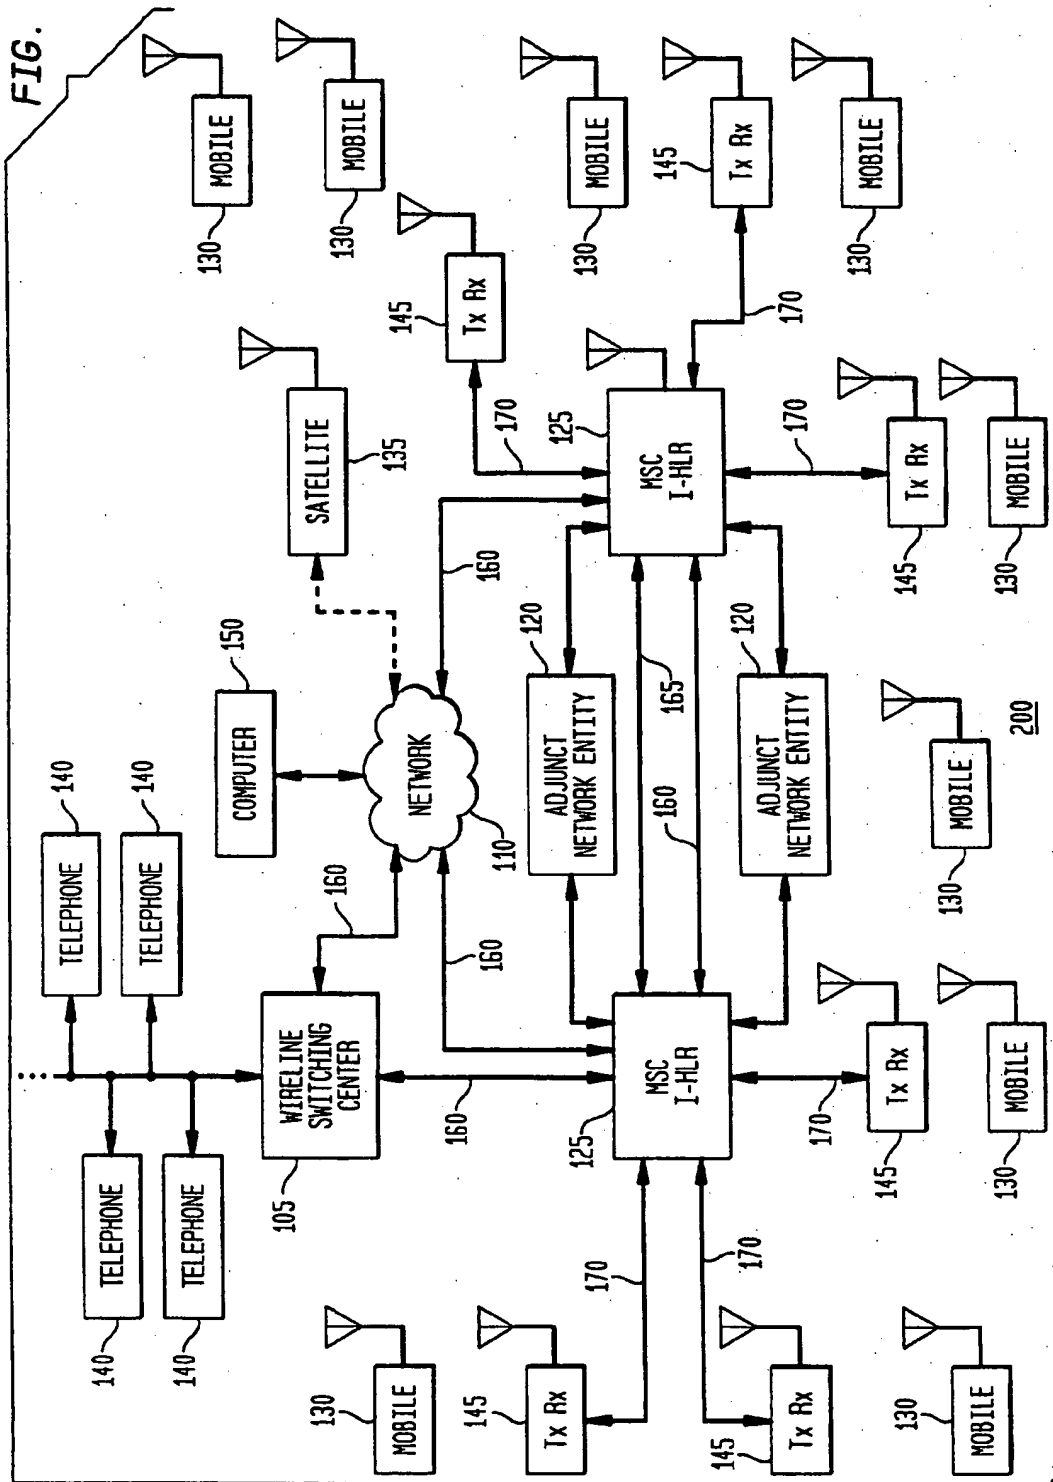 FIG.
140
TELEPHONE
TELEPHONE
140
140
TELEPHONE
TELEPHONE
140
150
COMPUTER
MOBILE
130
105
WIRELINE
SWITCHING
CENTER
160
SATELLITE
135
MOBILE
130
130
MOBILE
NETWORK
110
160
160
160
170
145
Tx Rx
145
Tx Rx
ADJUNCT
NETWORK ENTITY
120
125
MSC
I-HLR
130
MOBILE
170
125
MSC
I-HLR
160
165
170
145
Tx Rx
ADJUNCT
NETWORK ENTITY
120
170
145
Tx Rx
170
145
Tx Rx
170
145
Tx Rx
130
MOBILE
130
MOBILE
130
MOBILE
130
MOBILE
130
MOBILE
200